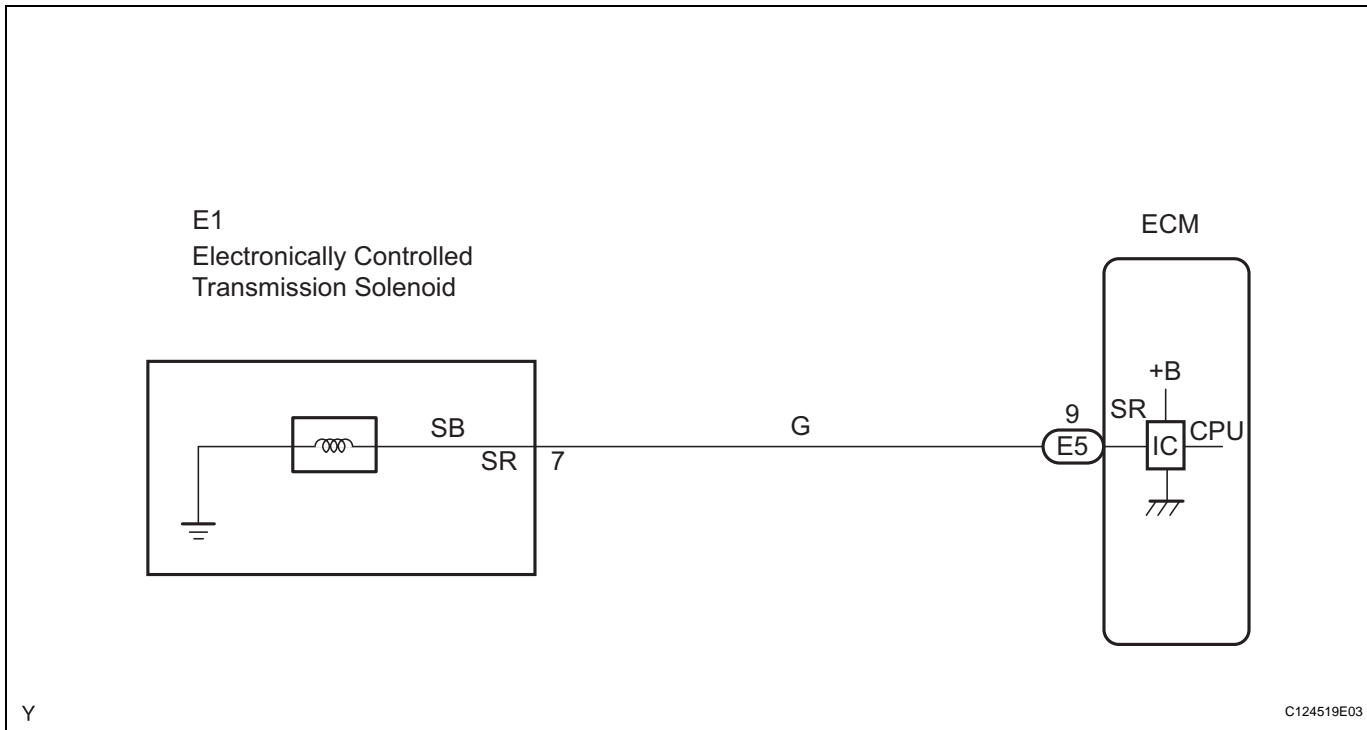 E1
Electronically Controlled
Transmission Solenoid
ECM
+B
SB
SR
7
G
9
E5
SR
IC
CPU
Y
C124519E03